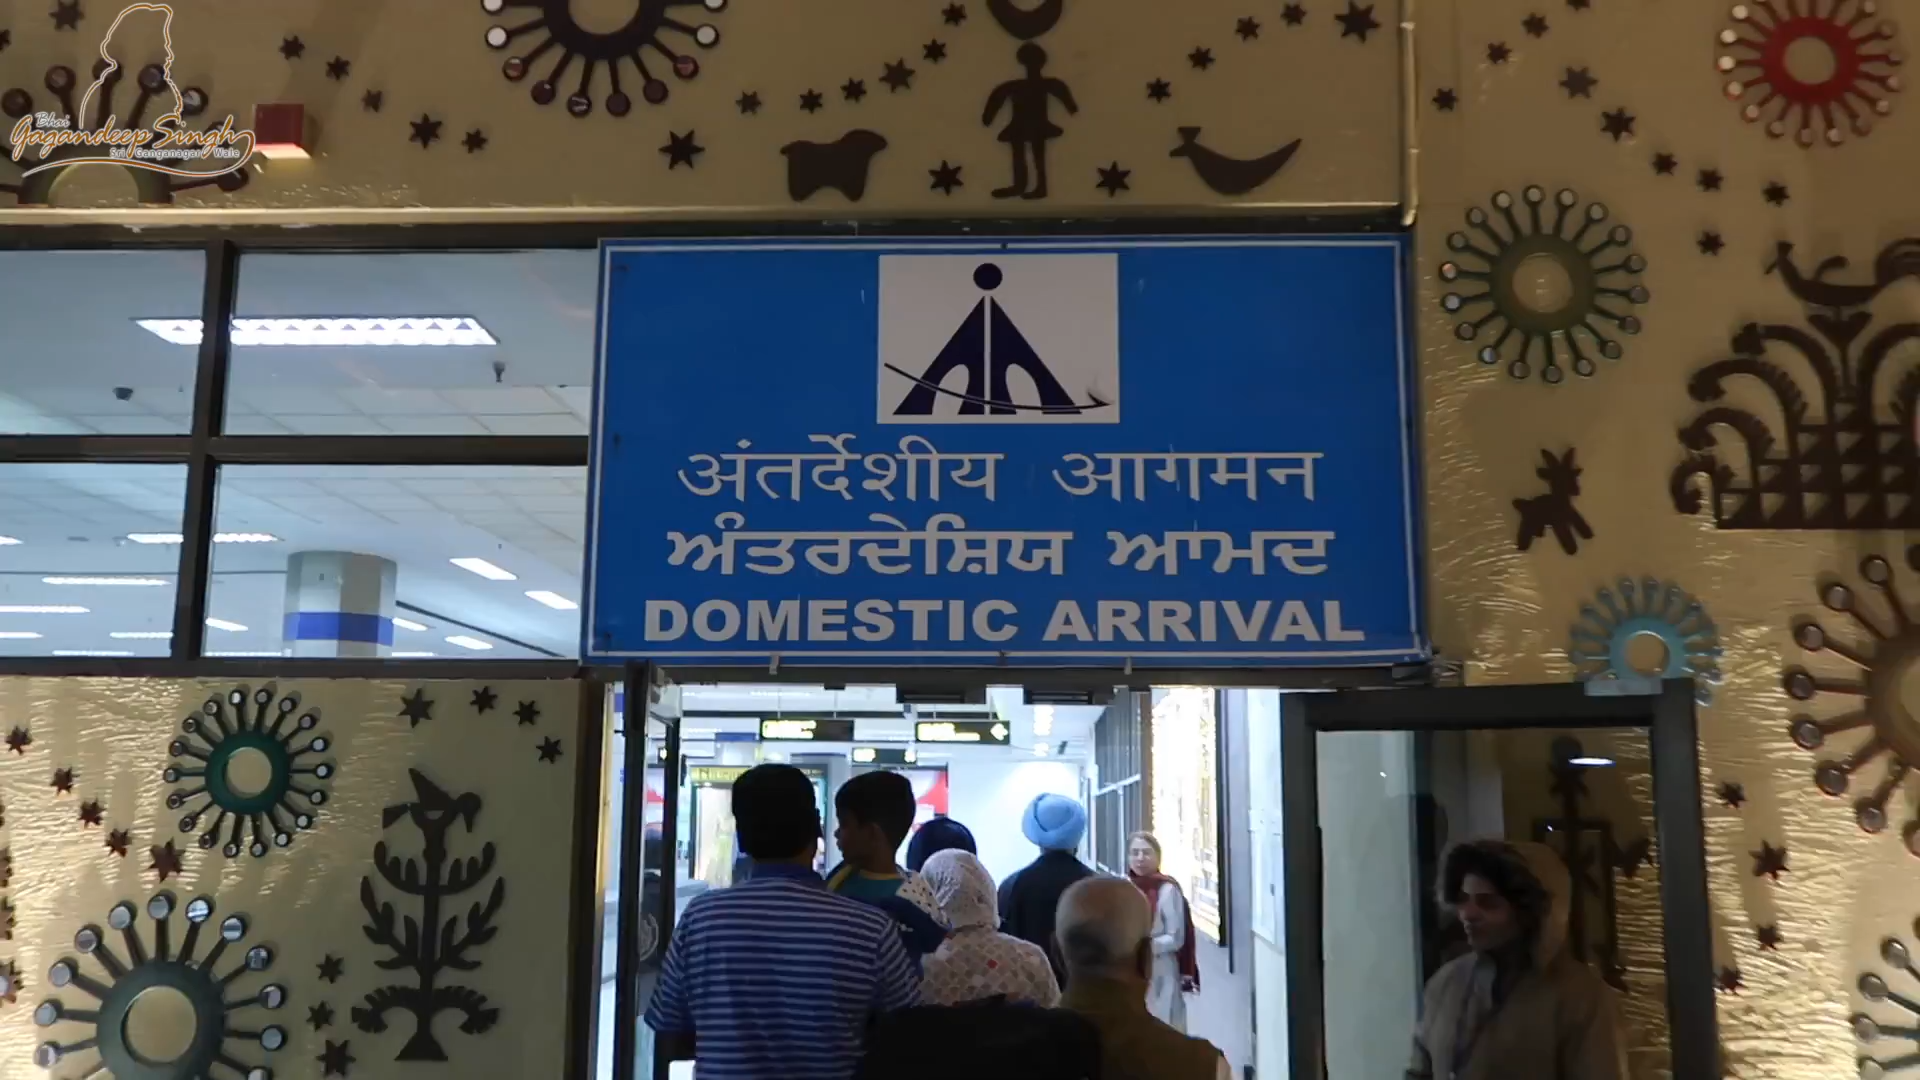 Bhai
Gagandeep Singh
Sri Ganganagar Wale
अंतर्देशीय आगमन
ਅੰਤਰਦੇਸ਼ਿਯ ਆਮਦ
DOMESTIC ARRIVAL